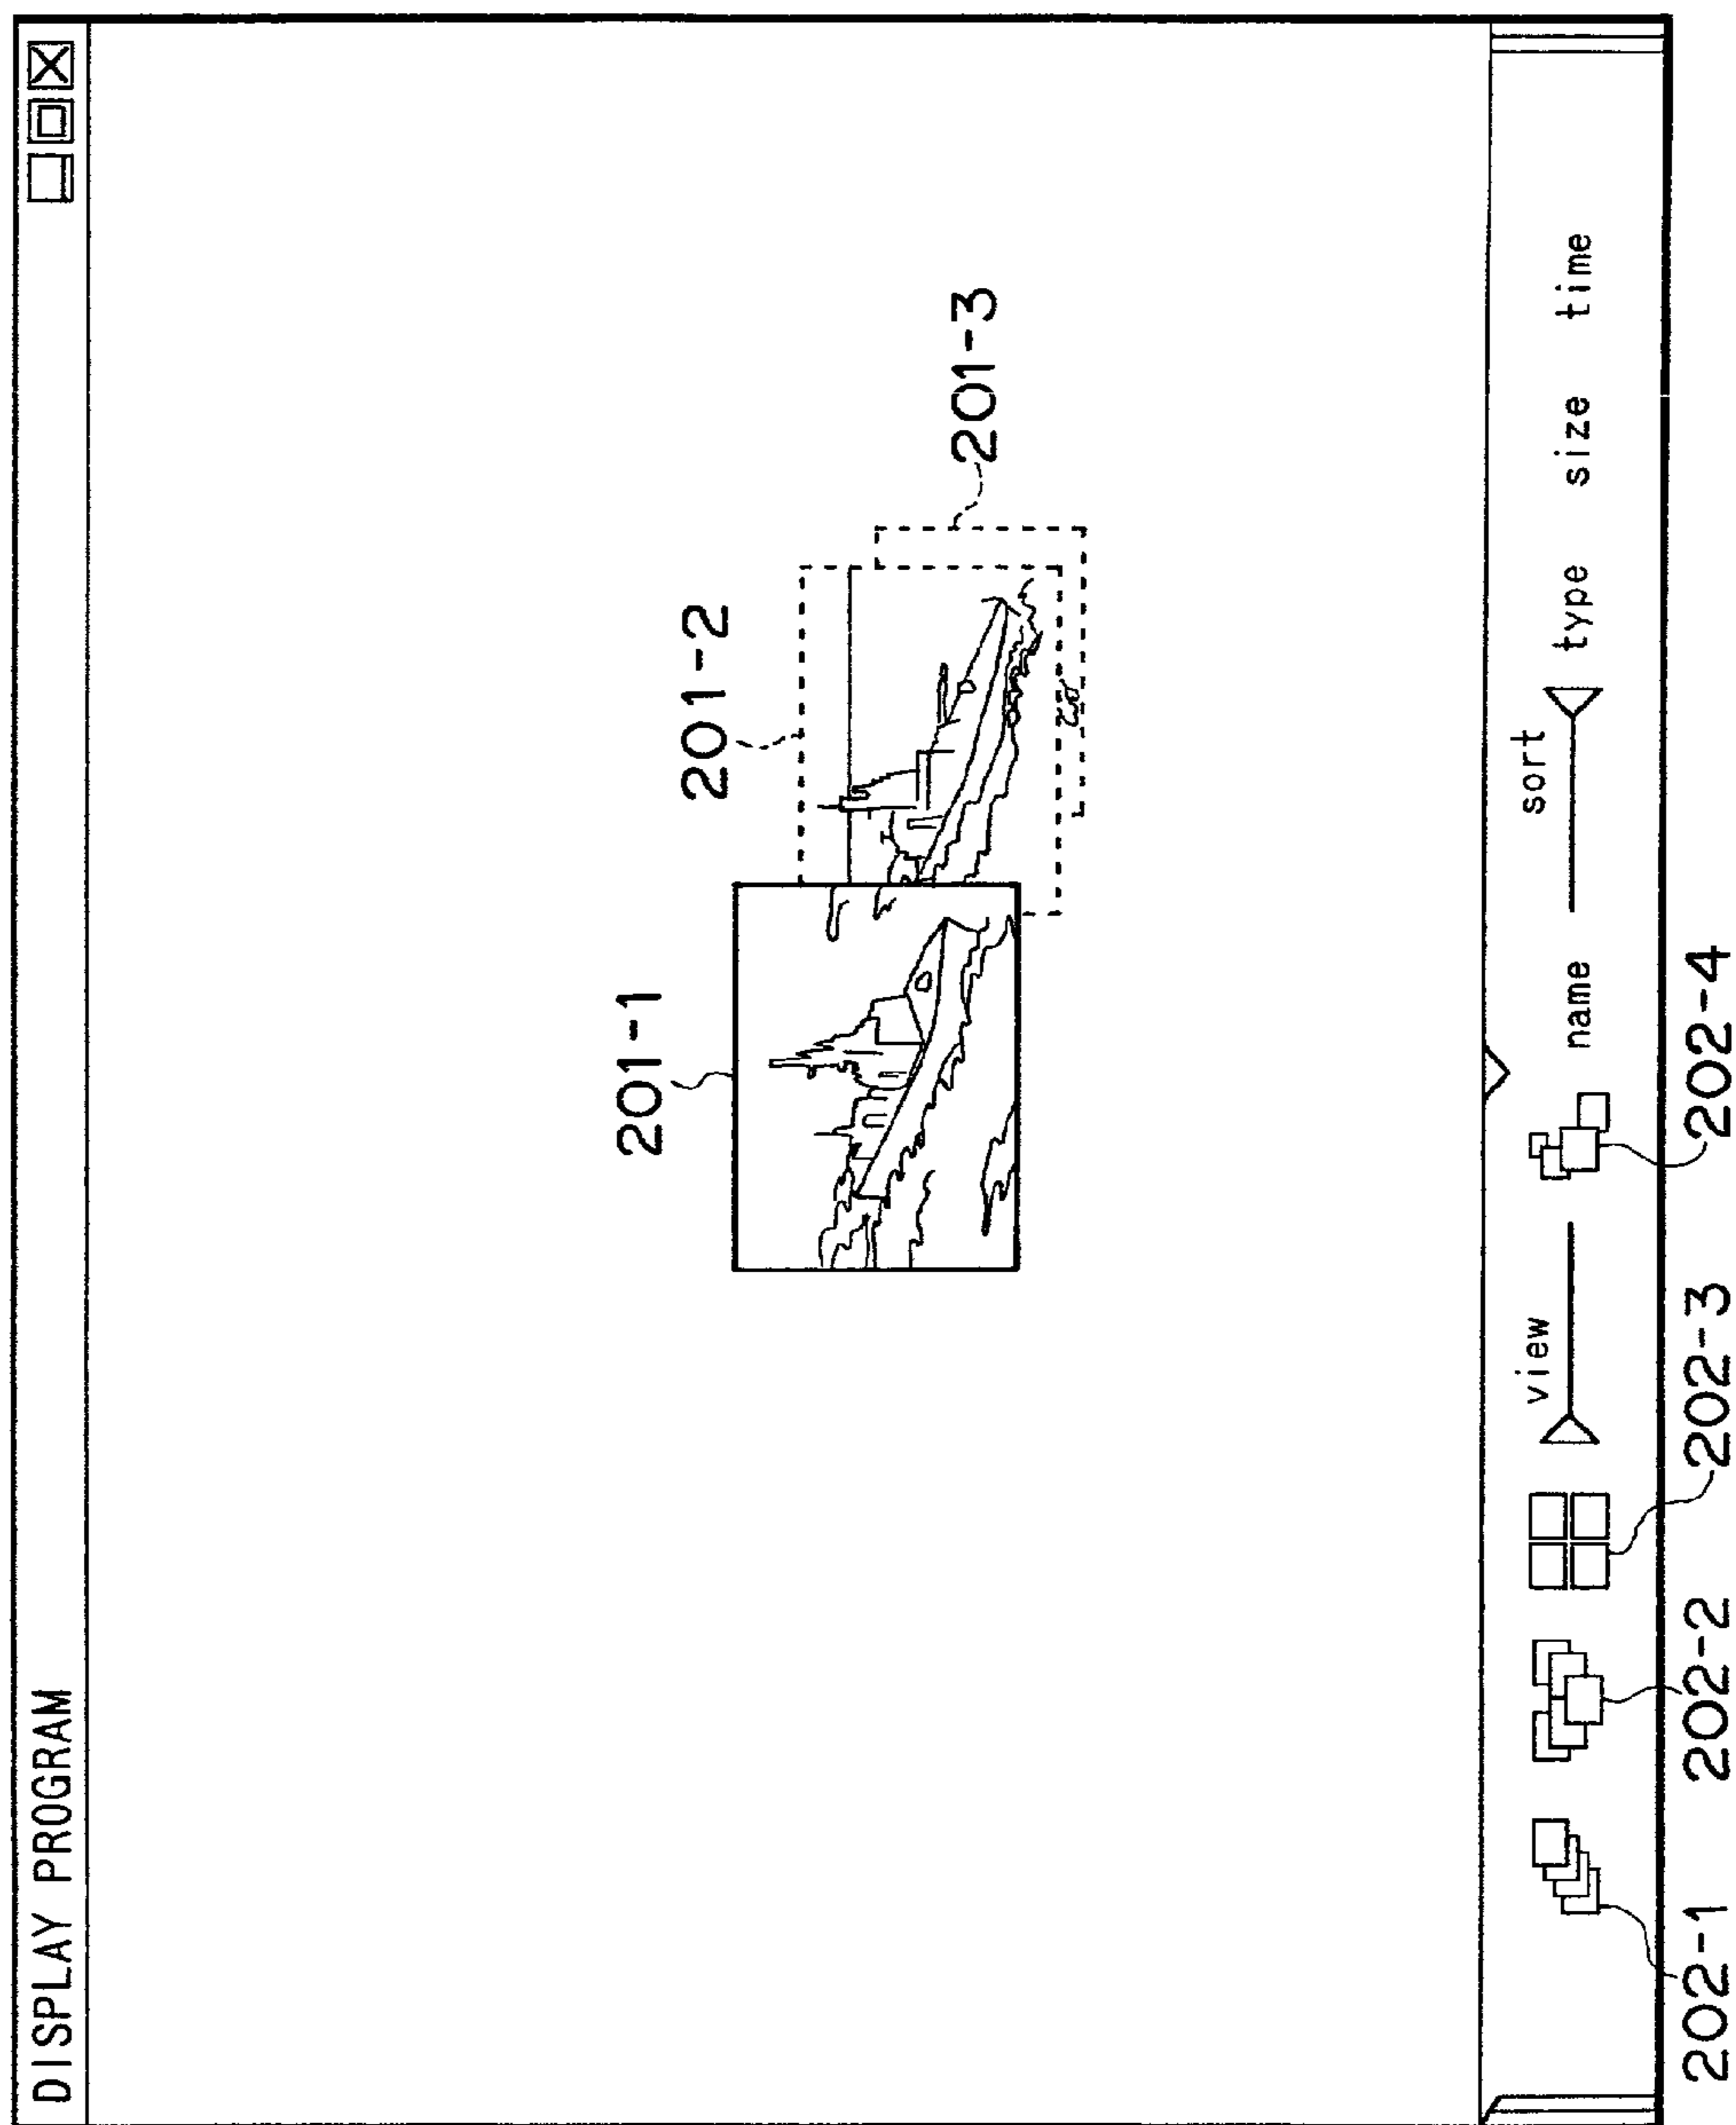 DISPLAY PROGRAM
201-1
201-2
201-3
view
sort
name
type
size
time
202-1
202-2
202-3
202-4